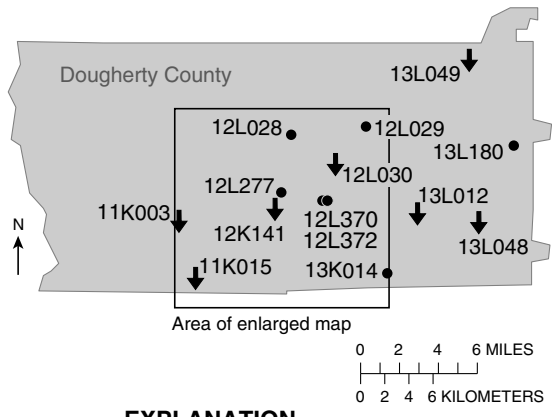 Dougherty County
13L049
12L028
12L029
13L180
12L030
12L277
13L012
11K003
12L370
12K141
12L372
13L048
11K015
13K014
N
Area of enlarged map
0 2 4 6 MILES
0 2 4 6 KILOMETERS
EXPLANATION